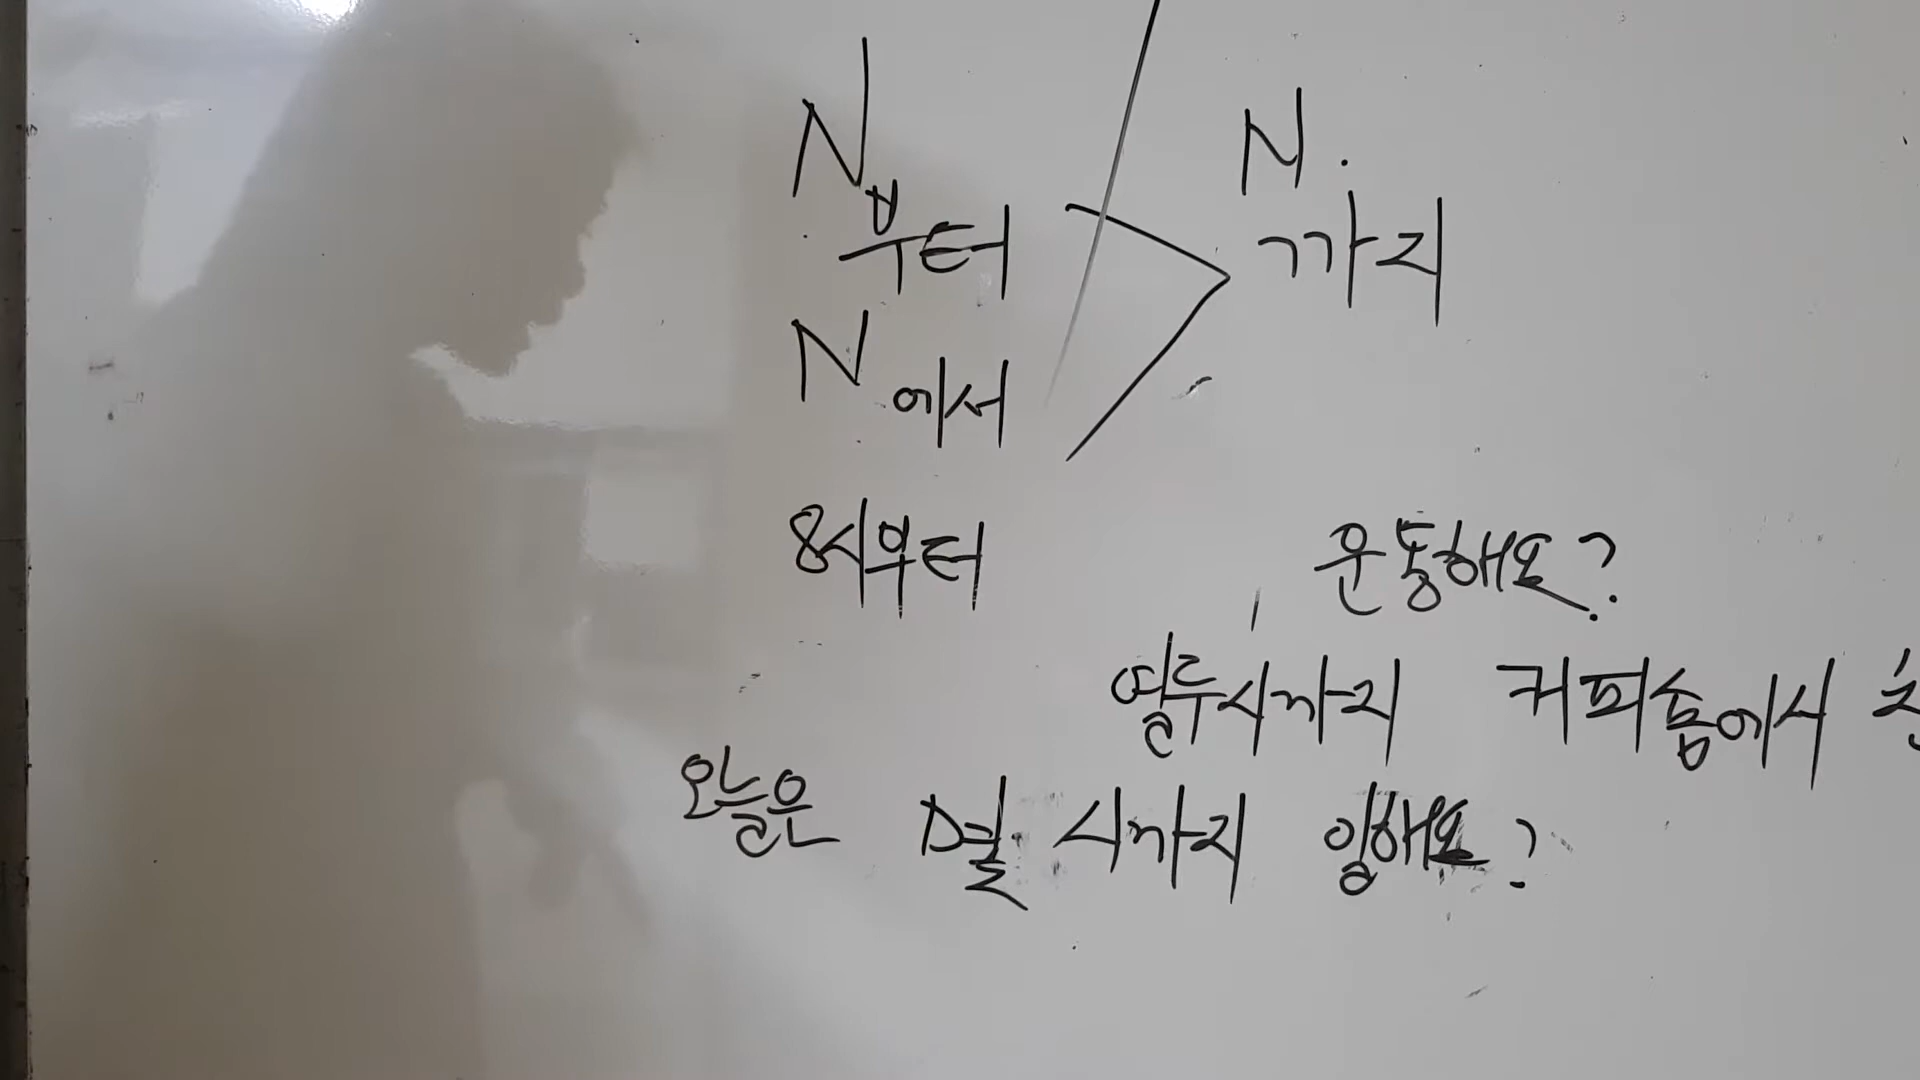 N부터 N.까지
N에서
8시부터 운동해요?
열두시까지 커피숍에서
오늘은 몇 시까지 일해요?